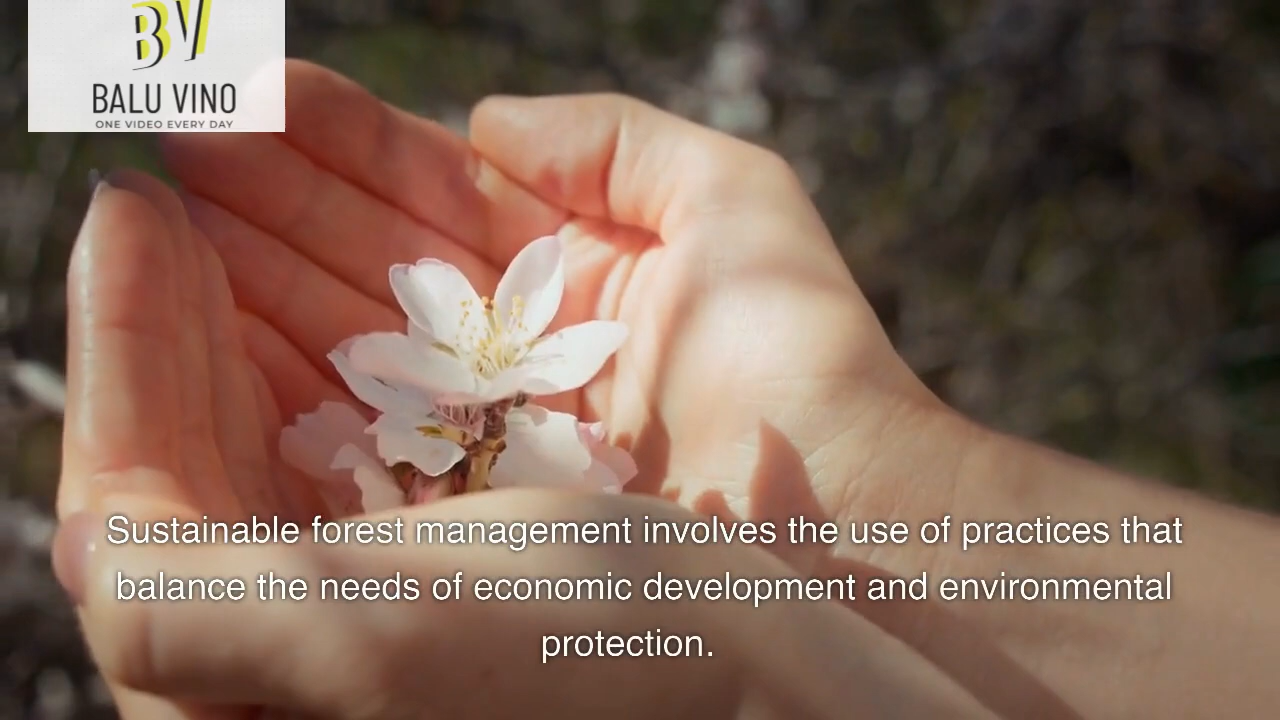 BV
BALU VINO
ONE VIDEO EVERY DAY
Sustainable forest management involves the use of practices that
balance the needs of economic development and environmental
protection.